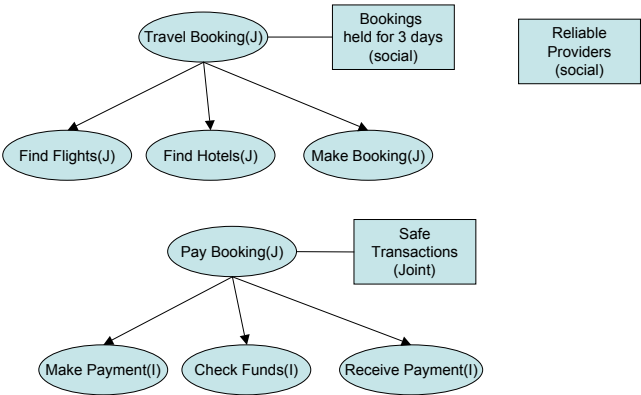 Travel Booking(J)
Bookings
held for 3 days
(social)
Reliable
Providers
(social)
Find Flights(J)
Find Hotels(J)
Make Booking(J)
Pay Booking(J)
Safe
Transactions
(Joint)
Make Payment(I)
Check Funds(I)
Receive Payment(I)